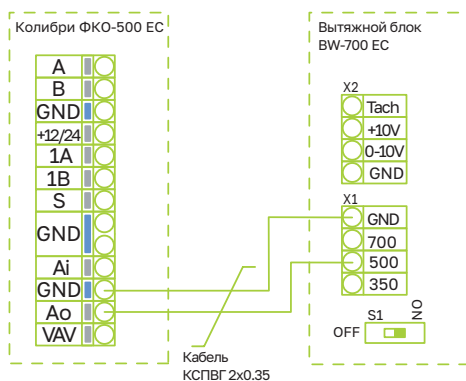 Колибри ФКО-500 ЕС
A
B
GND
+12/24
1A
1B
S
GND
Ai
GND
Ao
VAV
Кабель
КСПВГ 2x0.35
Вытяжной блок
BW-700 EC
X2
Tach
+10V
0-10V
GND
X1
GND
700
500
350
S1
OFF
ON